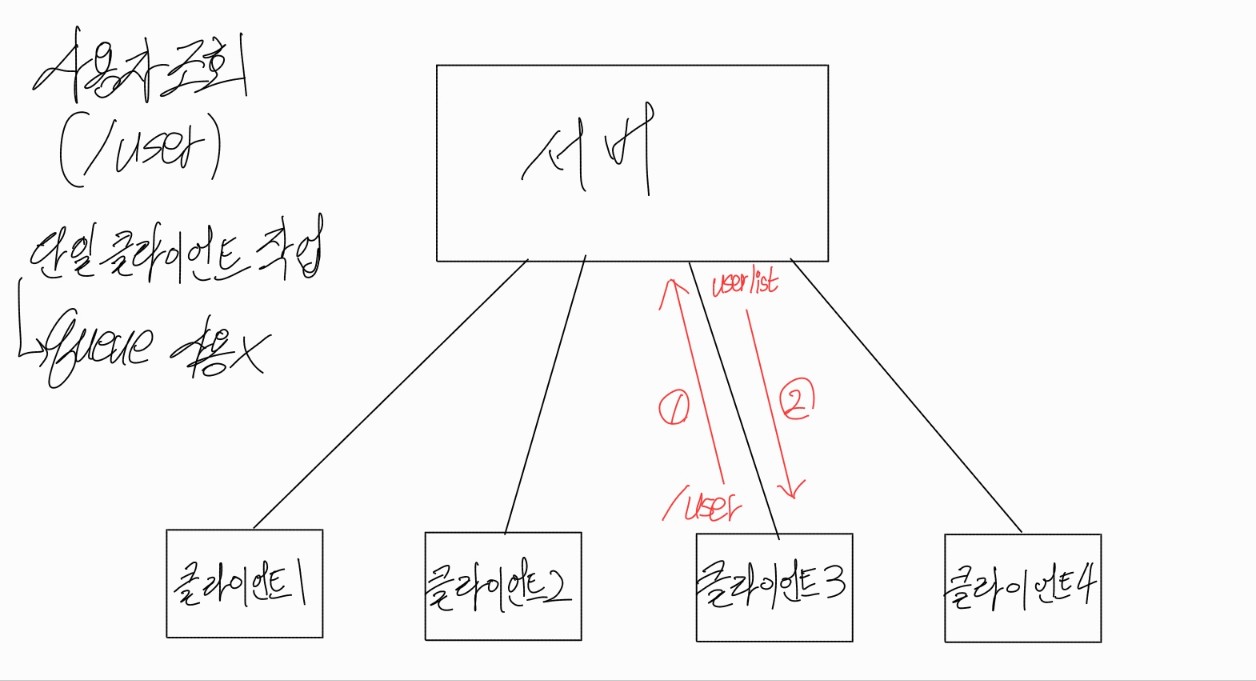 사용자조회
(/user)
단일클라이언트 작업
Queue 사용X
서버
userlist
①
②
/user
클라이언트1
클라이언트2
클라이언트3
클라이언트4